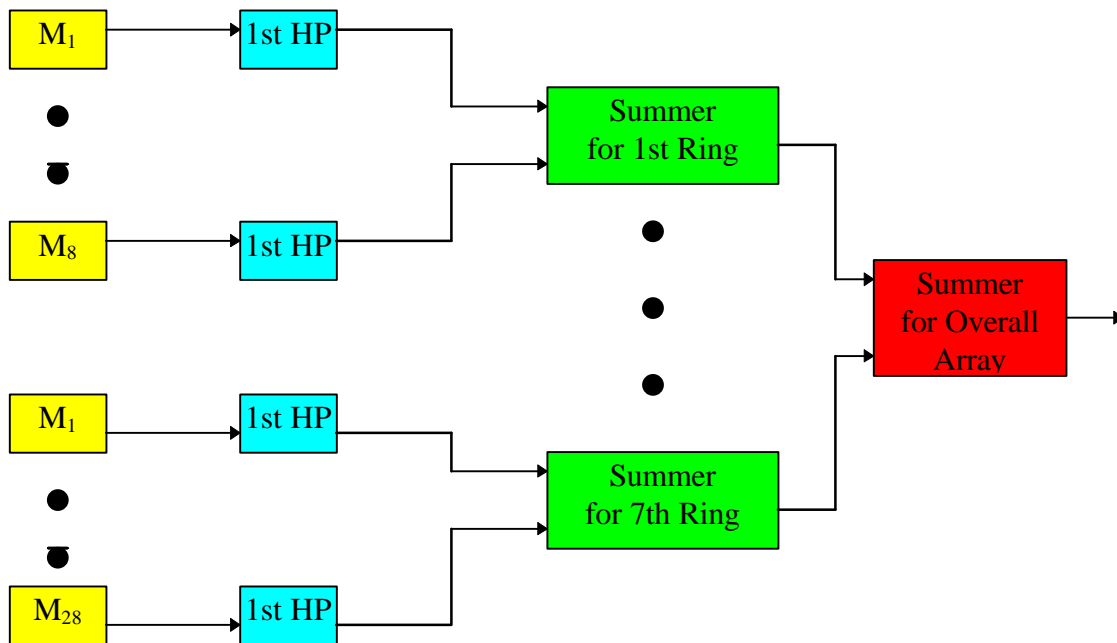 M₁
1st HP
Summer
for 1st Ring
M₈
1st HP
Summer
for Overall
Array
M₁
1st HP
Summer
for 7th Ring
M₂₈
1st HP